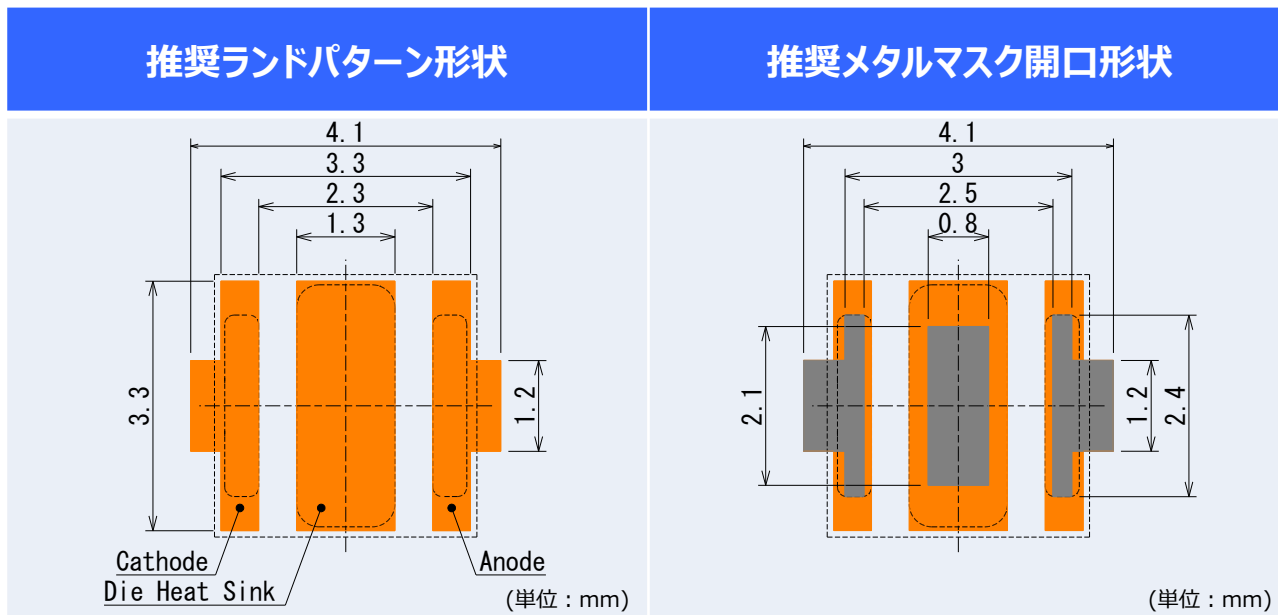 推奨ランドパターン形状
推奨メタルマスク開口形状
4.1
3.3
2.3
1.3
3.3
1.2
Cathode
Die Heat Sink
Anode
(単位：mm)
4.1
3
2.5
0.8
2.1
1.2
2.4
(単位：mm)